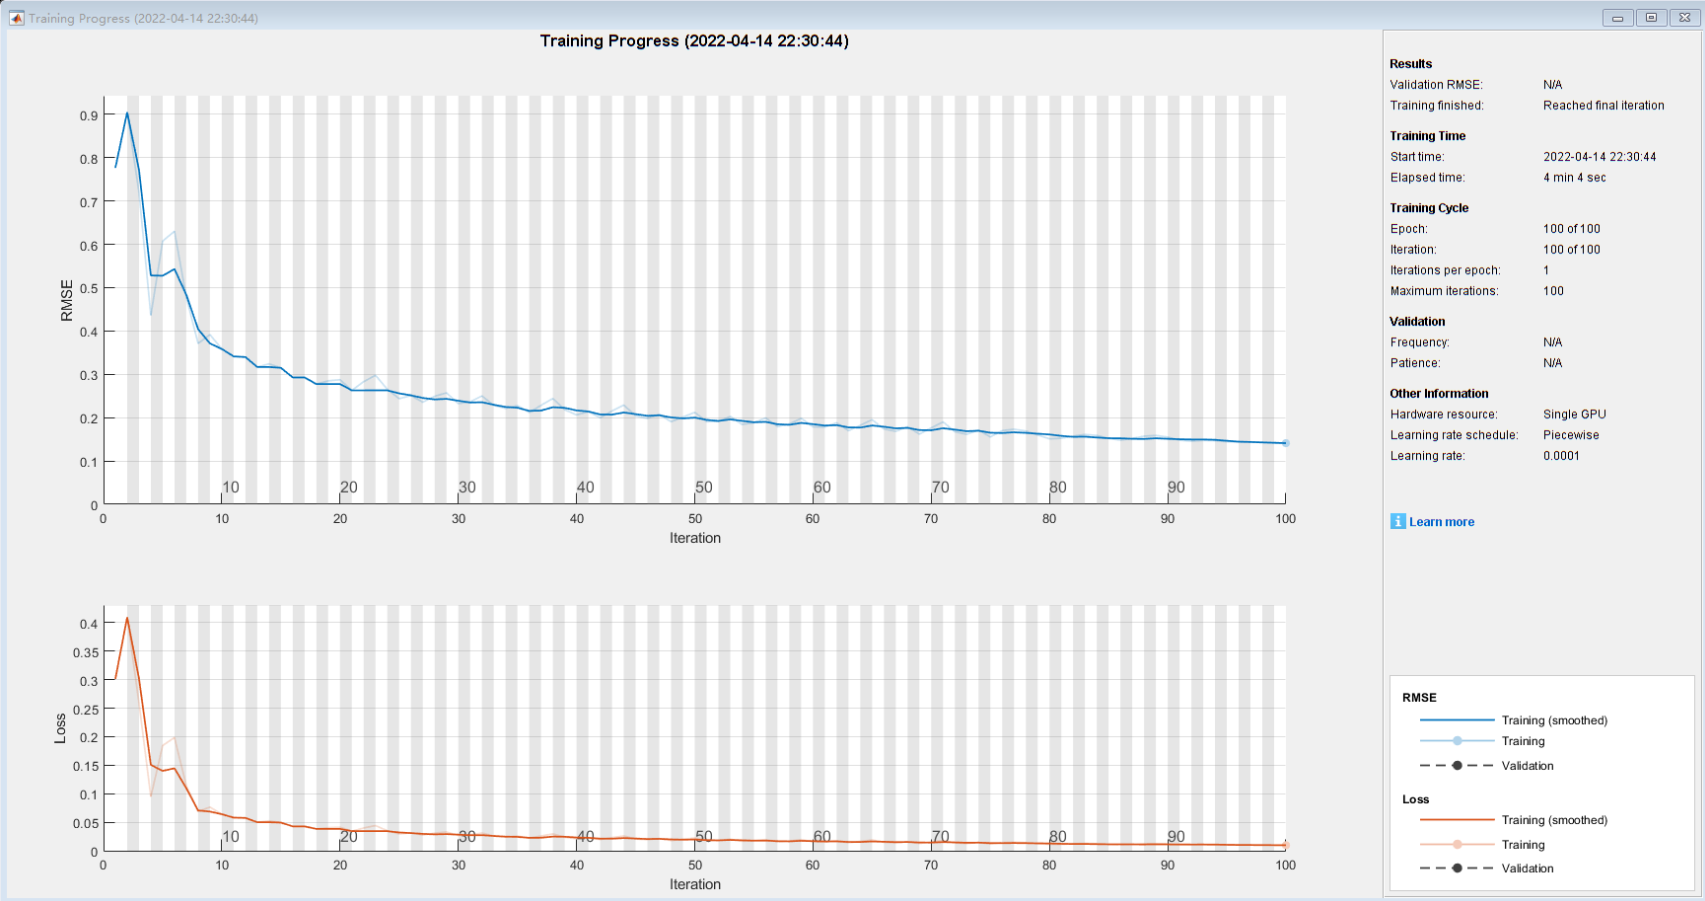 Training Progress (2022-04-14 22:30:44)
Training Progress (2022-04-14 22:30:44)
0.9
0.8
0.7
0.6
0.5
0.4
0.3
0.2
0.1
0
RMSE
10 20 30 40 50 60 70 80 90
0 10 20 30 40 50 60 70 80 90 100
Iteration
0.4
0.35
0.3
0.25
0.2
0.15
0.1
0.05
0
Loss
10 20 30 40 50 60 70 80 90
0 10 20 30 40 50 60 70 80 90 100
Iteration
Results
Validation RMSE: N/A
Training finished: Reached final iteration
Training Time
Start time: 2022-04-14 22:30:44
Elapsed time: 4 min 4 sec
Training Cycle
Epoch: 100 of 100
Iteration: 100 of 100
Iterations per epoch: 1
Maximum iterations: 100
Validation
Frequency: N/A
Patience: N/A
Other Information
Hardware resource: Single GPU
Learning rate schedule: Piecewise
Learning rate: 0.0001
i Learn more
RMSE
Training (smoothed)
Training
Validation
Loss
Training (smoothed)
Training
Validation